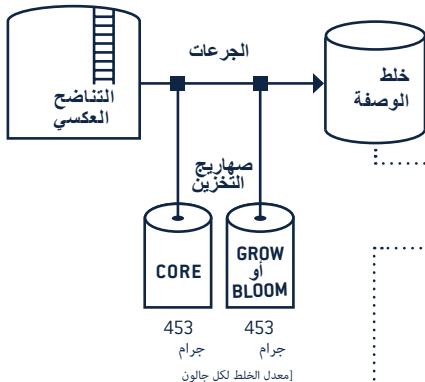 الجرعات
خلط
الوصفة
التناضح
العكسي
صهاريج
التخزين
CORE
GROW
أو
BLOOM
453
جرام
453
جرام
[معدل الخلط لكل جالون